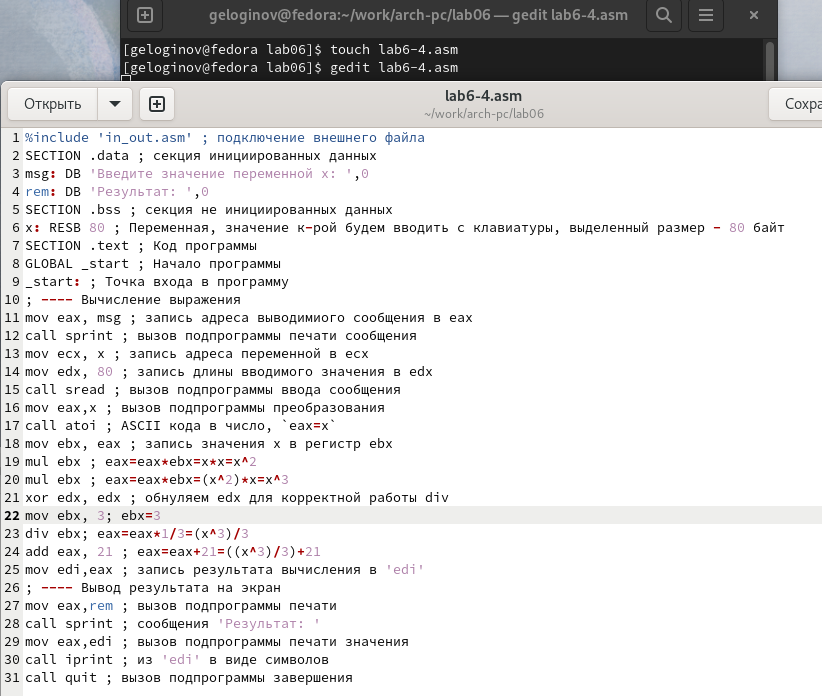 geloginov@fedora:~/work/arch-pc/lab06 — gedit lab6-4.asm
[geloginov@fedora lab06]$ touch lab6-4.asm
[geloginov@fedora lab06]$ gedit lab6-4.asm
Открыть
lab6-4.asm
~/work/arch-pc/lab06
Сохра
1 %include 'in_out.asm' ; подключение внешнего файла
2 SECTION .data ; секция инициированных данных
3 msg: DB 'Введите значение переменной x: ',0
4 rem: DB 'Результат: ',0
5 SECTION .bss ; секция не инициированных данных
6 x: RESB 80 ; Переменная, значение к-рой будем вводить с клавиатуры, выделенный размер - 80 байт
7 SECTION .text ; Код программы
8 GLOBAL _start ; Начало программы
9 _start: ; Точка входа в программу
10 ; ---- Вычисление выражения
11 mov eax, msg ; запись адреса выводимиого сообщения в eax
12 call sprint ; вызов подпрограммы печати сообщения
13 mov ecx, x ; запись адреса переменной в ecx
14 mov edx, 80 ; запись длины вводимого значения в edx
15 call sread ; вызов подпрограммы ввода сообщения
16 mov eax,x ; вызов подпрограммы преобразования
17 call atoi ; ASCII кода в число, `eax=x`
18 mov ebx, eax ; запись значения x в регистр ebx
19 mul ebx ; eax=eax*ebx=x*x=x^2
20 mul ebx ; eax=eax*ebx=(x^2)*x=x^3
21 xor edx, edx ; обнуляем edx для корректной работы div
22 mov ebx, 3; ebx=3
23 div ebx; eax=eax*1/3=(x^3)/3
24 add eax, 21 ; eax=eax+21=((x^3)/3)+21
25 mov edi,eax ; запись результата вычисления в 'edi'
26 ; ---- Вывод результата на экран
27 mov eax,rem ; вызов подпрограммы печати
28 call sprint ; сообщения 'Результат: '
29 mov eax,edi ; вызов подпрограммы печати значения
30 call iprint ; из 'edi' в виде символов
31 call quit ; вызов подпрограммы завершения